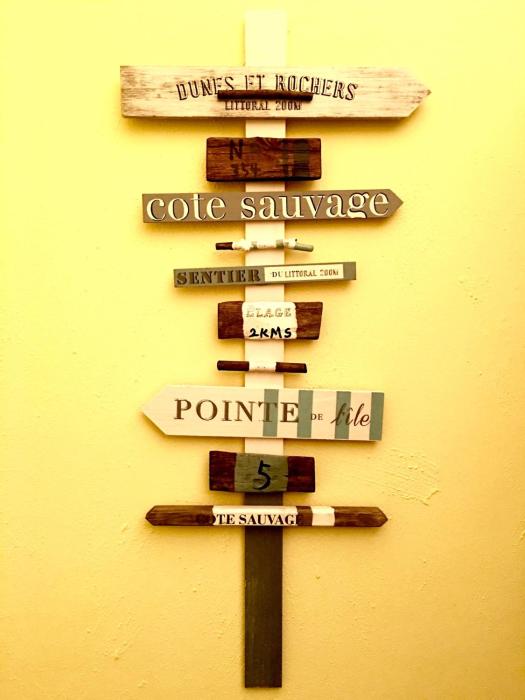 DUNES ET ROCHERS
LITTORAL 200M
N
354
cote sauvage
SENTIER DU LITTORAL 200M
PLAGE
2KMS
POINTE DE l'île
5
COTE SAUVAGE